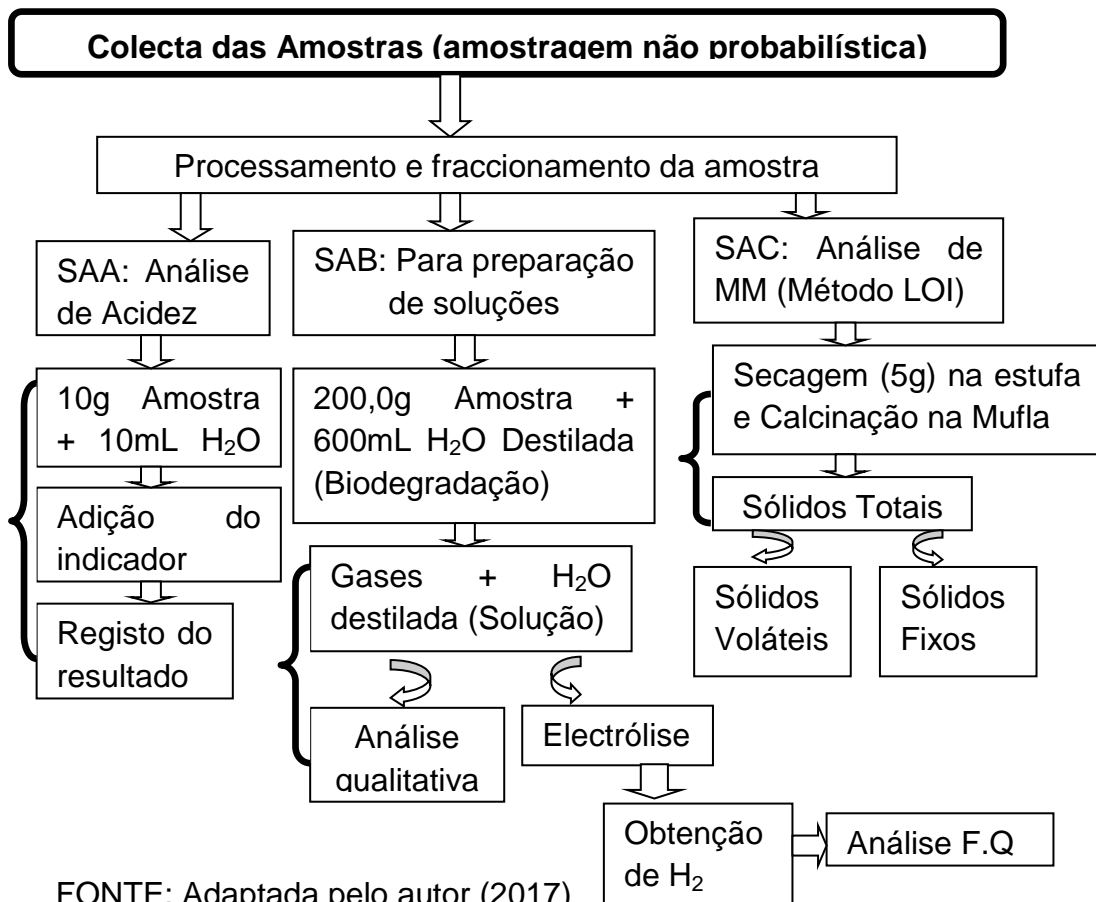 Colecta das Amostras (amostragem não probabilística)
Processamento e fraccionamento da amostra
SAA: Análise
de Acidez
SAB: Para preparação
de soluções
SAC: Análise de
MM (Método LOI)
10g Amostra
+ 10mL H₂O
200,0g Amostra +
600mL H₂O Destilada
(Biodegradação)
Secagem (5g) na estufa
e Calcinação na Mufla
Adição do
indicador
Sólidos Totais
Gases + H₂O
destilada (Solução)
Sólidos
Voláteis
Sólidos
Fixos
Registo do
resultado
Análise
qualitativa
Electrólise
Obtenção
de H₂
Análise F.Q
FONTE: Adaptada pelo autor (2017)